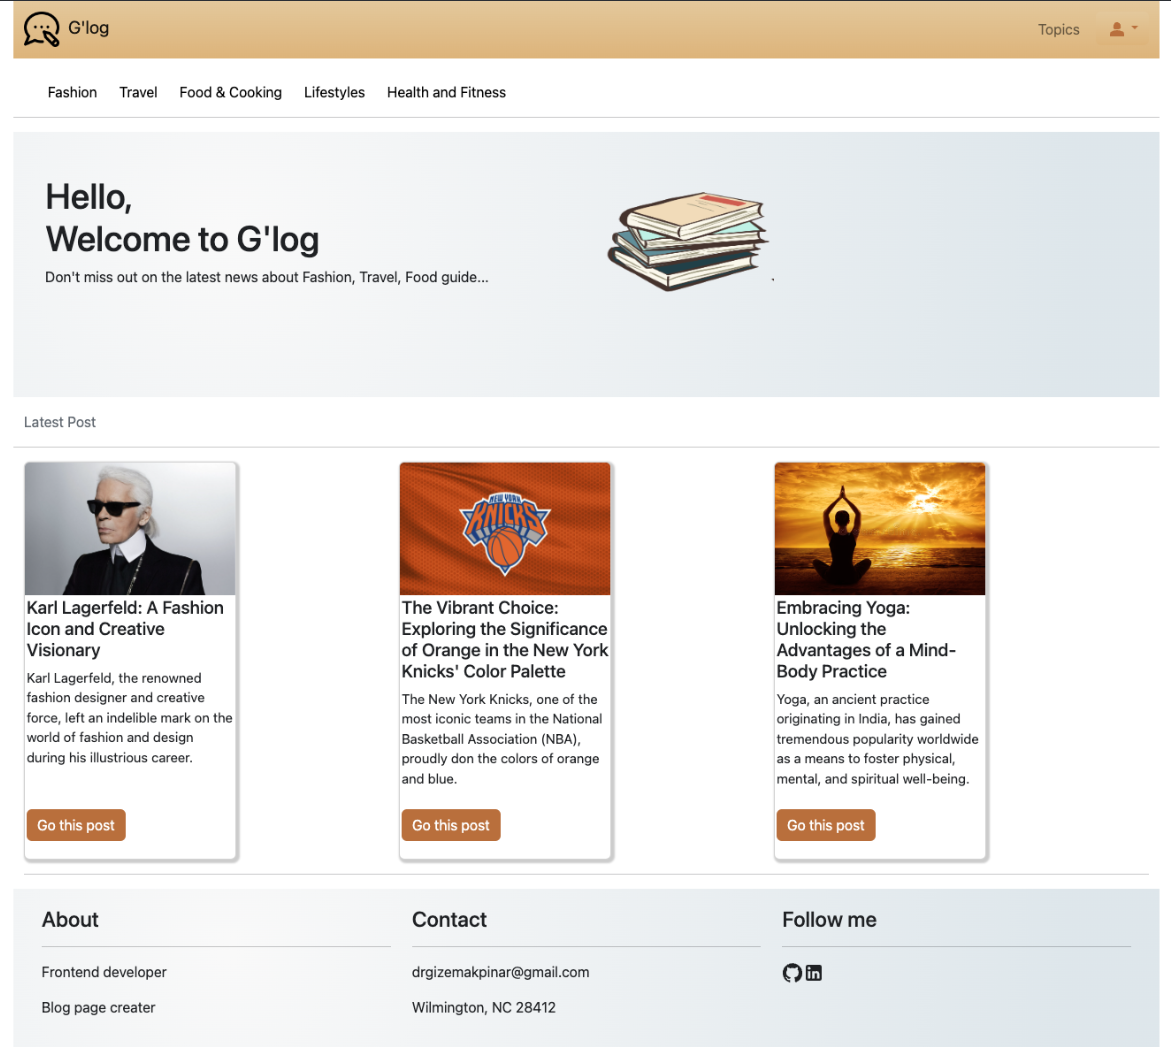 G'log
Topics
Fashion Travel Food & Cooking Lifestyles Health and Fitness
Hello,
Welcome to G'log
Don't miss out on the latest news about Fashion, Travel, Food guide...
Latest Post
NEW YORK
KNICKS
Karl Lagerfeld: A Fashion
Icon and Creative
Visionary
Karl Lagerfeld, the renowned
fashion designer and creative
force, left an indelible mark on the
world of fashion and design
during his illustrious career.
Go this post
The Vibrant Choice:
Exploring the Significance
of Orange in the New York
Knicks' Color Palette
The New York Knicks, one of the
most iconic teams in the National
Basketball Association (NBA),
proudly don the colors of orange
and blue.
Go this post
Embracing Yoga:
Unlocking the
Advantages of a Mind-
Body Practice
Yoga, an ancient practice
originating in India, has gained
tremendous popularity worldwide
as a means to foster physical,
mental, and spiritual well-being.
Go this post
About
Frontend developer
Blog page creater
Contact
drgizemakpinar@gmail.com
Wilmington, NC 28412
Follow me